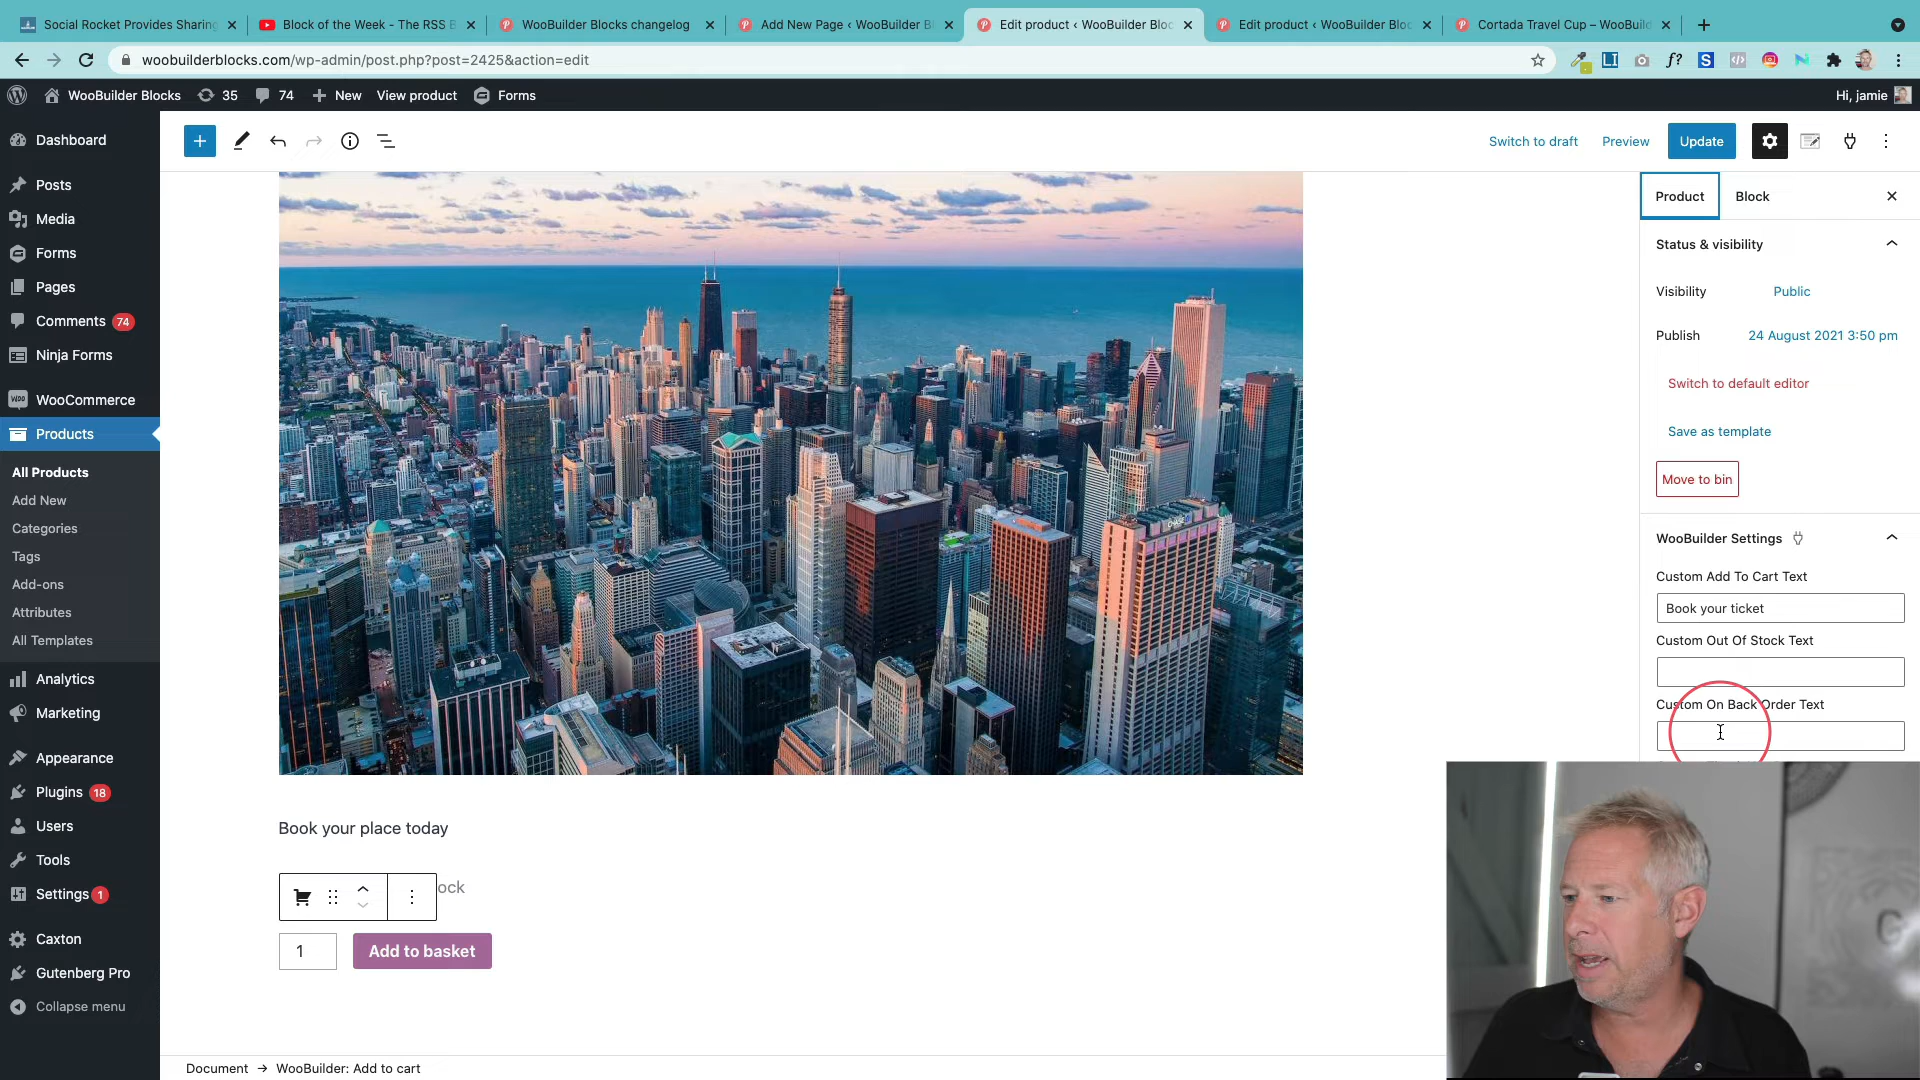 Social Rocket Provides Sharing
Block of the Week - The RSS B
WooBuilder Blocks changelog
Add New Page ‹ WooBuilder B
Edit product ‹ WooBuilder Bloc
Edit product ‹ WooBuilder Bloc
Cortada Travel Cup – WooBuild
woobuilderblocks.com/wp-admin/post.php?post=2425&action=edit
WooBuilder Blocks
35
74
New
View product
Forms
Hi, jamie
Dashboard
Posts
Media
Forms
Pages
Comments 74
Ninja Forms
WooCommerce
Products
All Products
Add New
Categories
Tags
Add-ons
Attributes
All Templates
Analytics
Marketing
Appearance
Plugins 18
Users
Tools
Settings 1
Caxton
Gutenberg Pro
Collapse menu
Switch to draft
Preview
Update
Product
Block
Status & visibility
Visibility
Public
Publish
24 August 2021 3:50 pm
Switch to default editor
Save as template
Move to bin
WooBuilder Settings
Custom Add To Cart Text
Book your ticket
Custom Out Of Stock Text
Custom On Back Order Text
Book your place today
ock
1
Add to basket
Document → WooBuilder: Add to cart